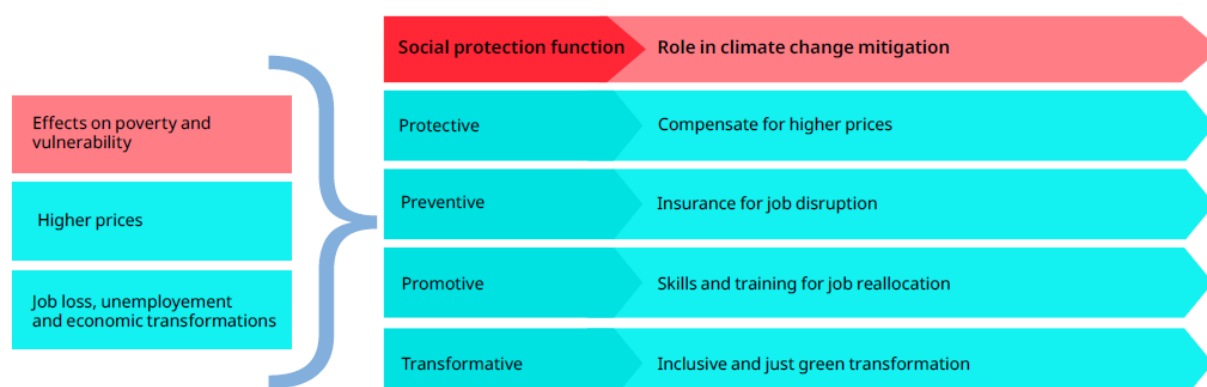 Effects on poverty and
vulnerability
Higher prices
Job loss, unemployement
and economic transformations
Social protection function
Role in climate change mitigation
Protective
Compensate for higher prices
Preventive
Insurance for job disruption
Promotive
Skills and training for job reallocation
Transformative
Inclusive and just green transformation